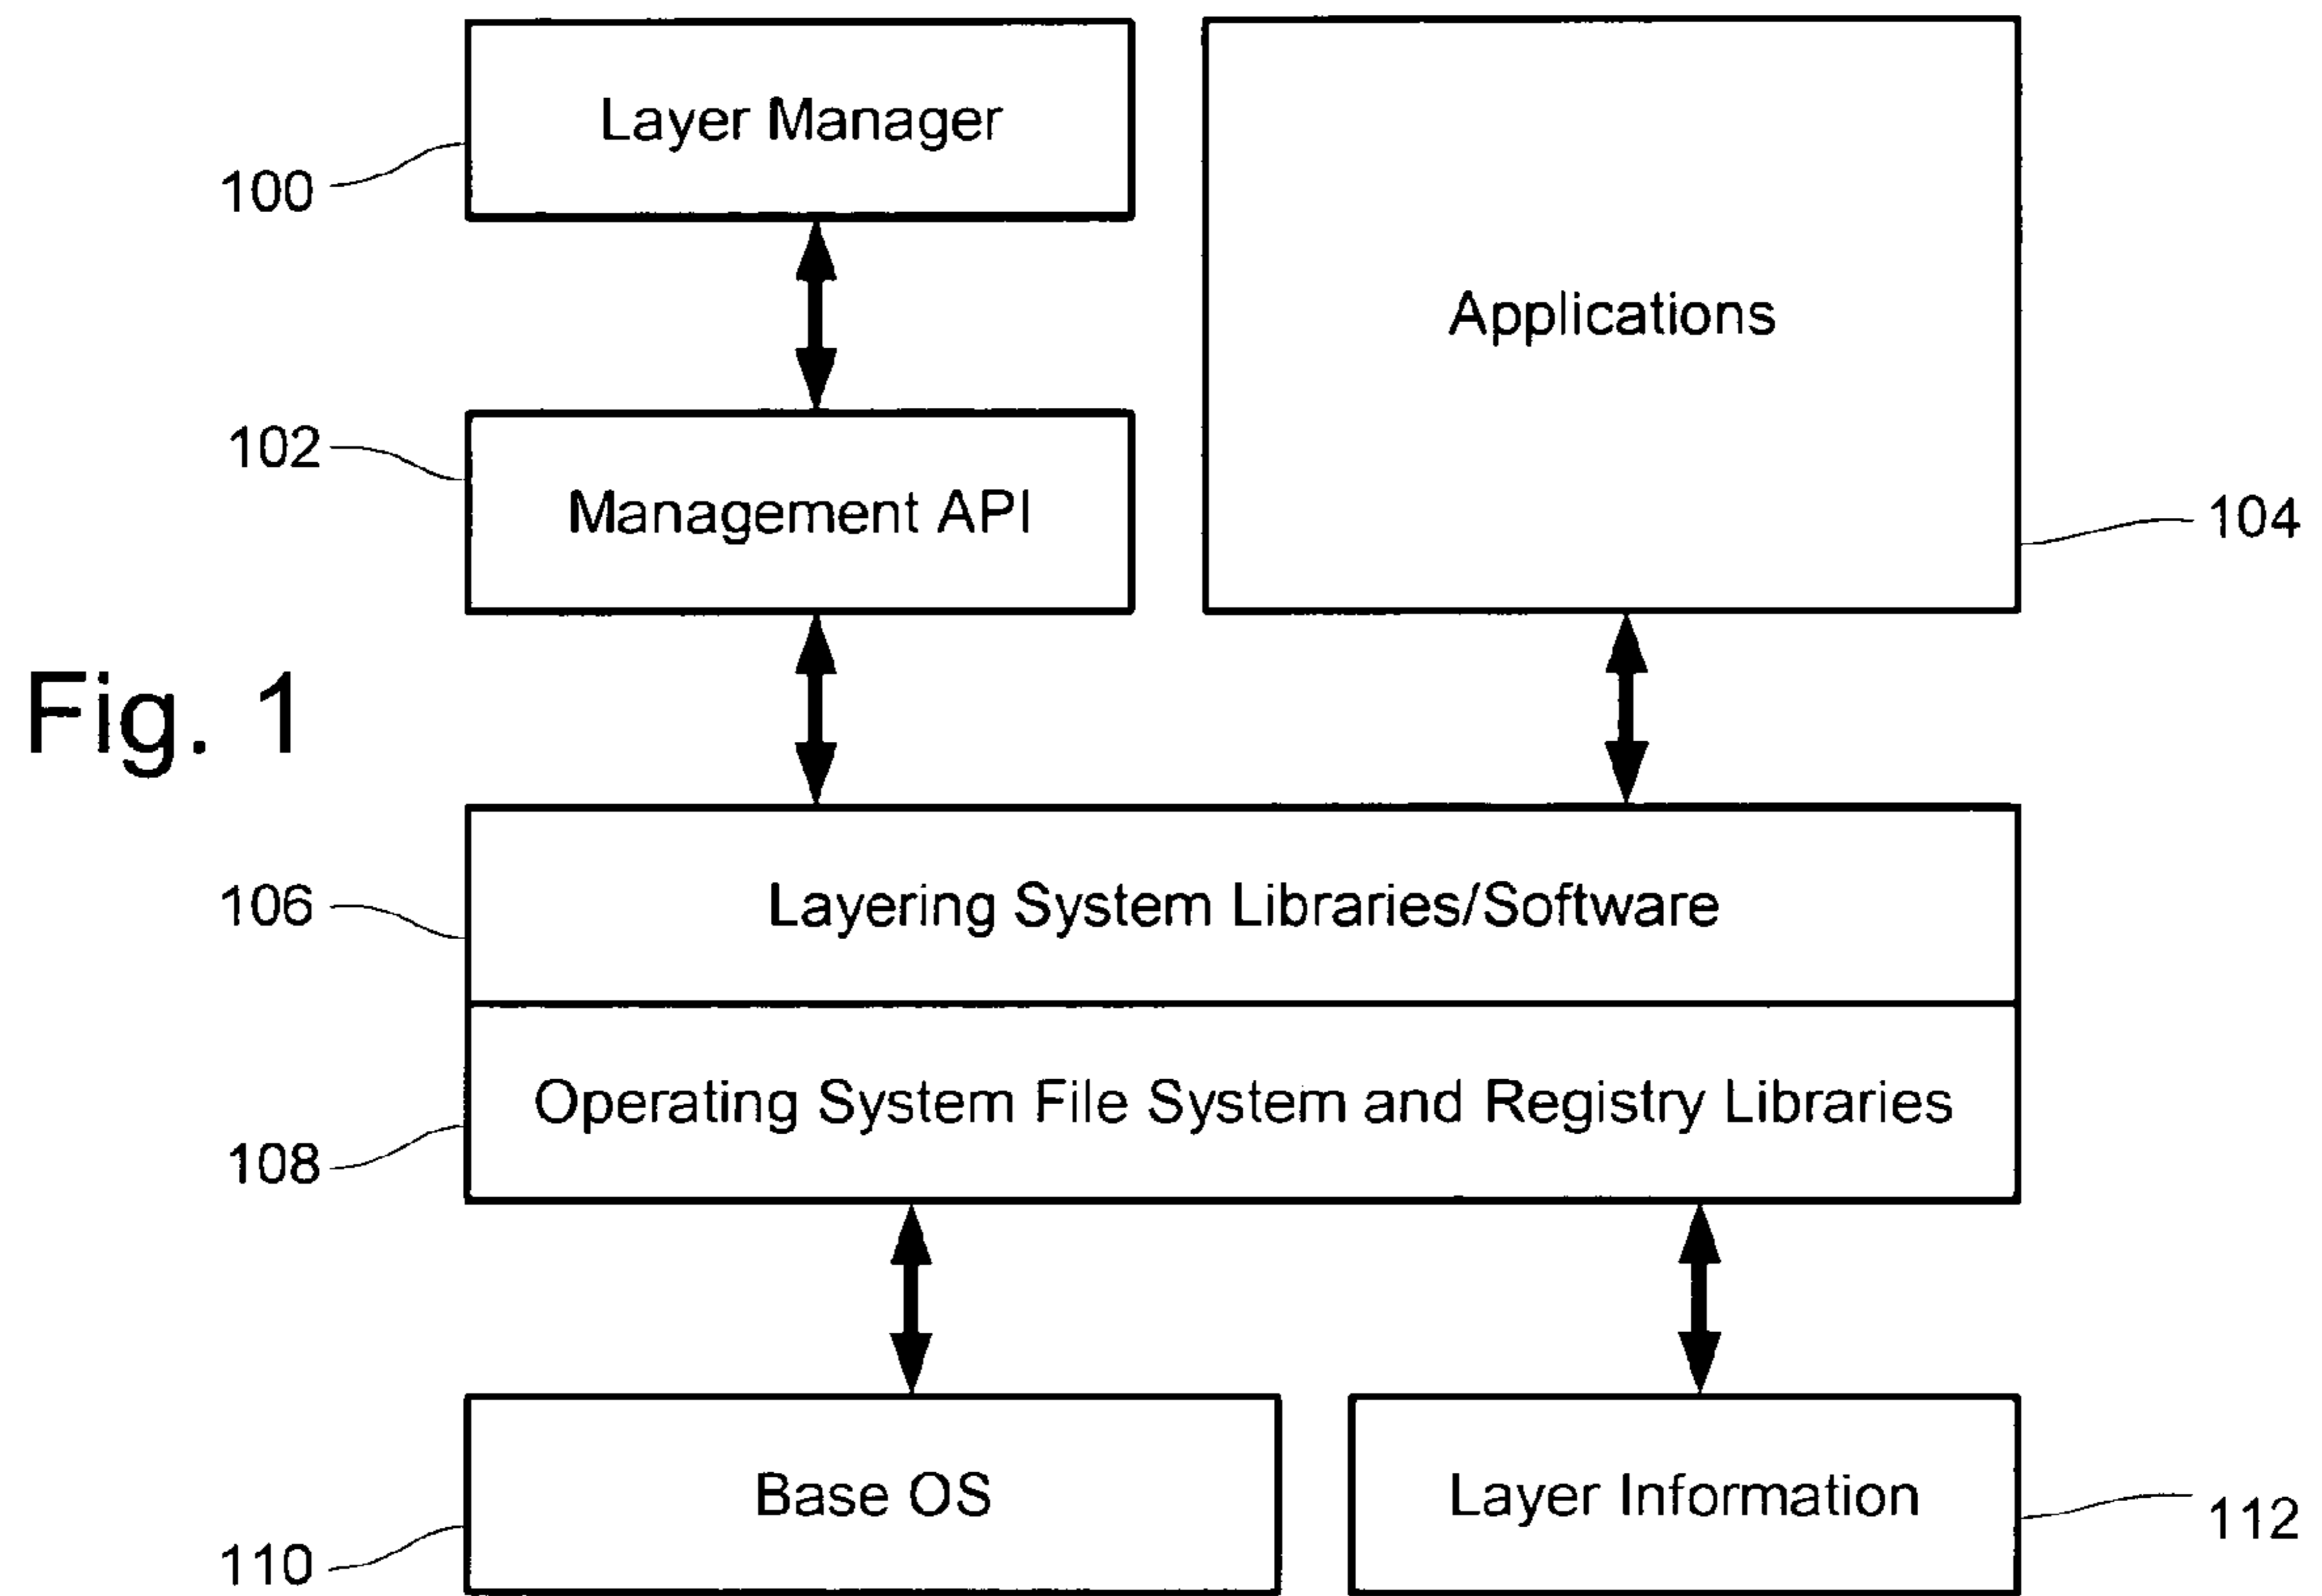 Layer Manager
100
Applications
102
Management API
104
Fig. 1
106
Layering System Libraries/Software
Operating System File System and Registry Libraries
108
Base OS
Layer Information
110
112